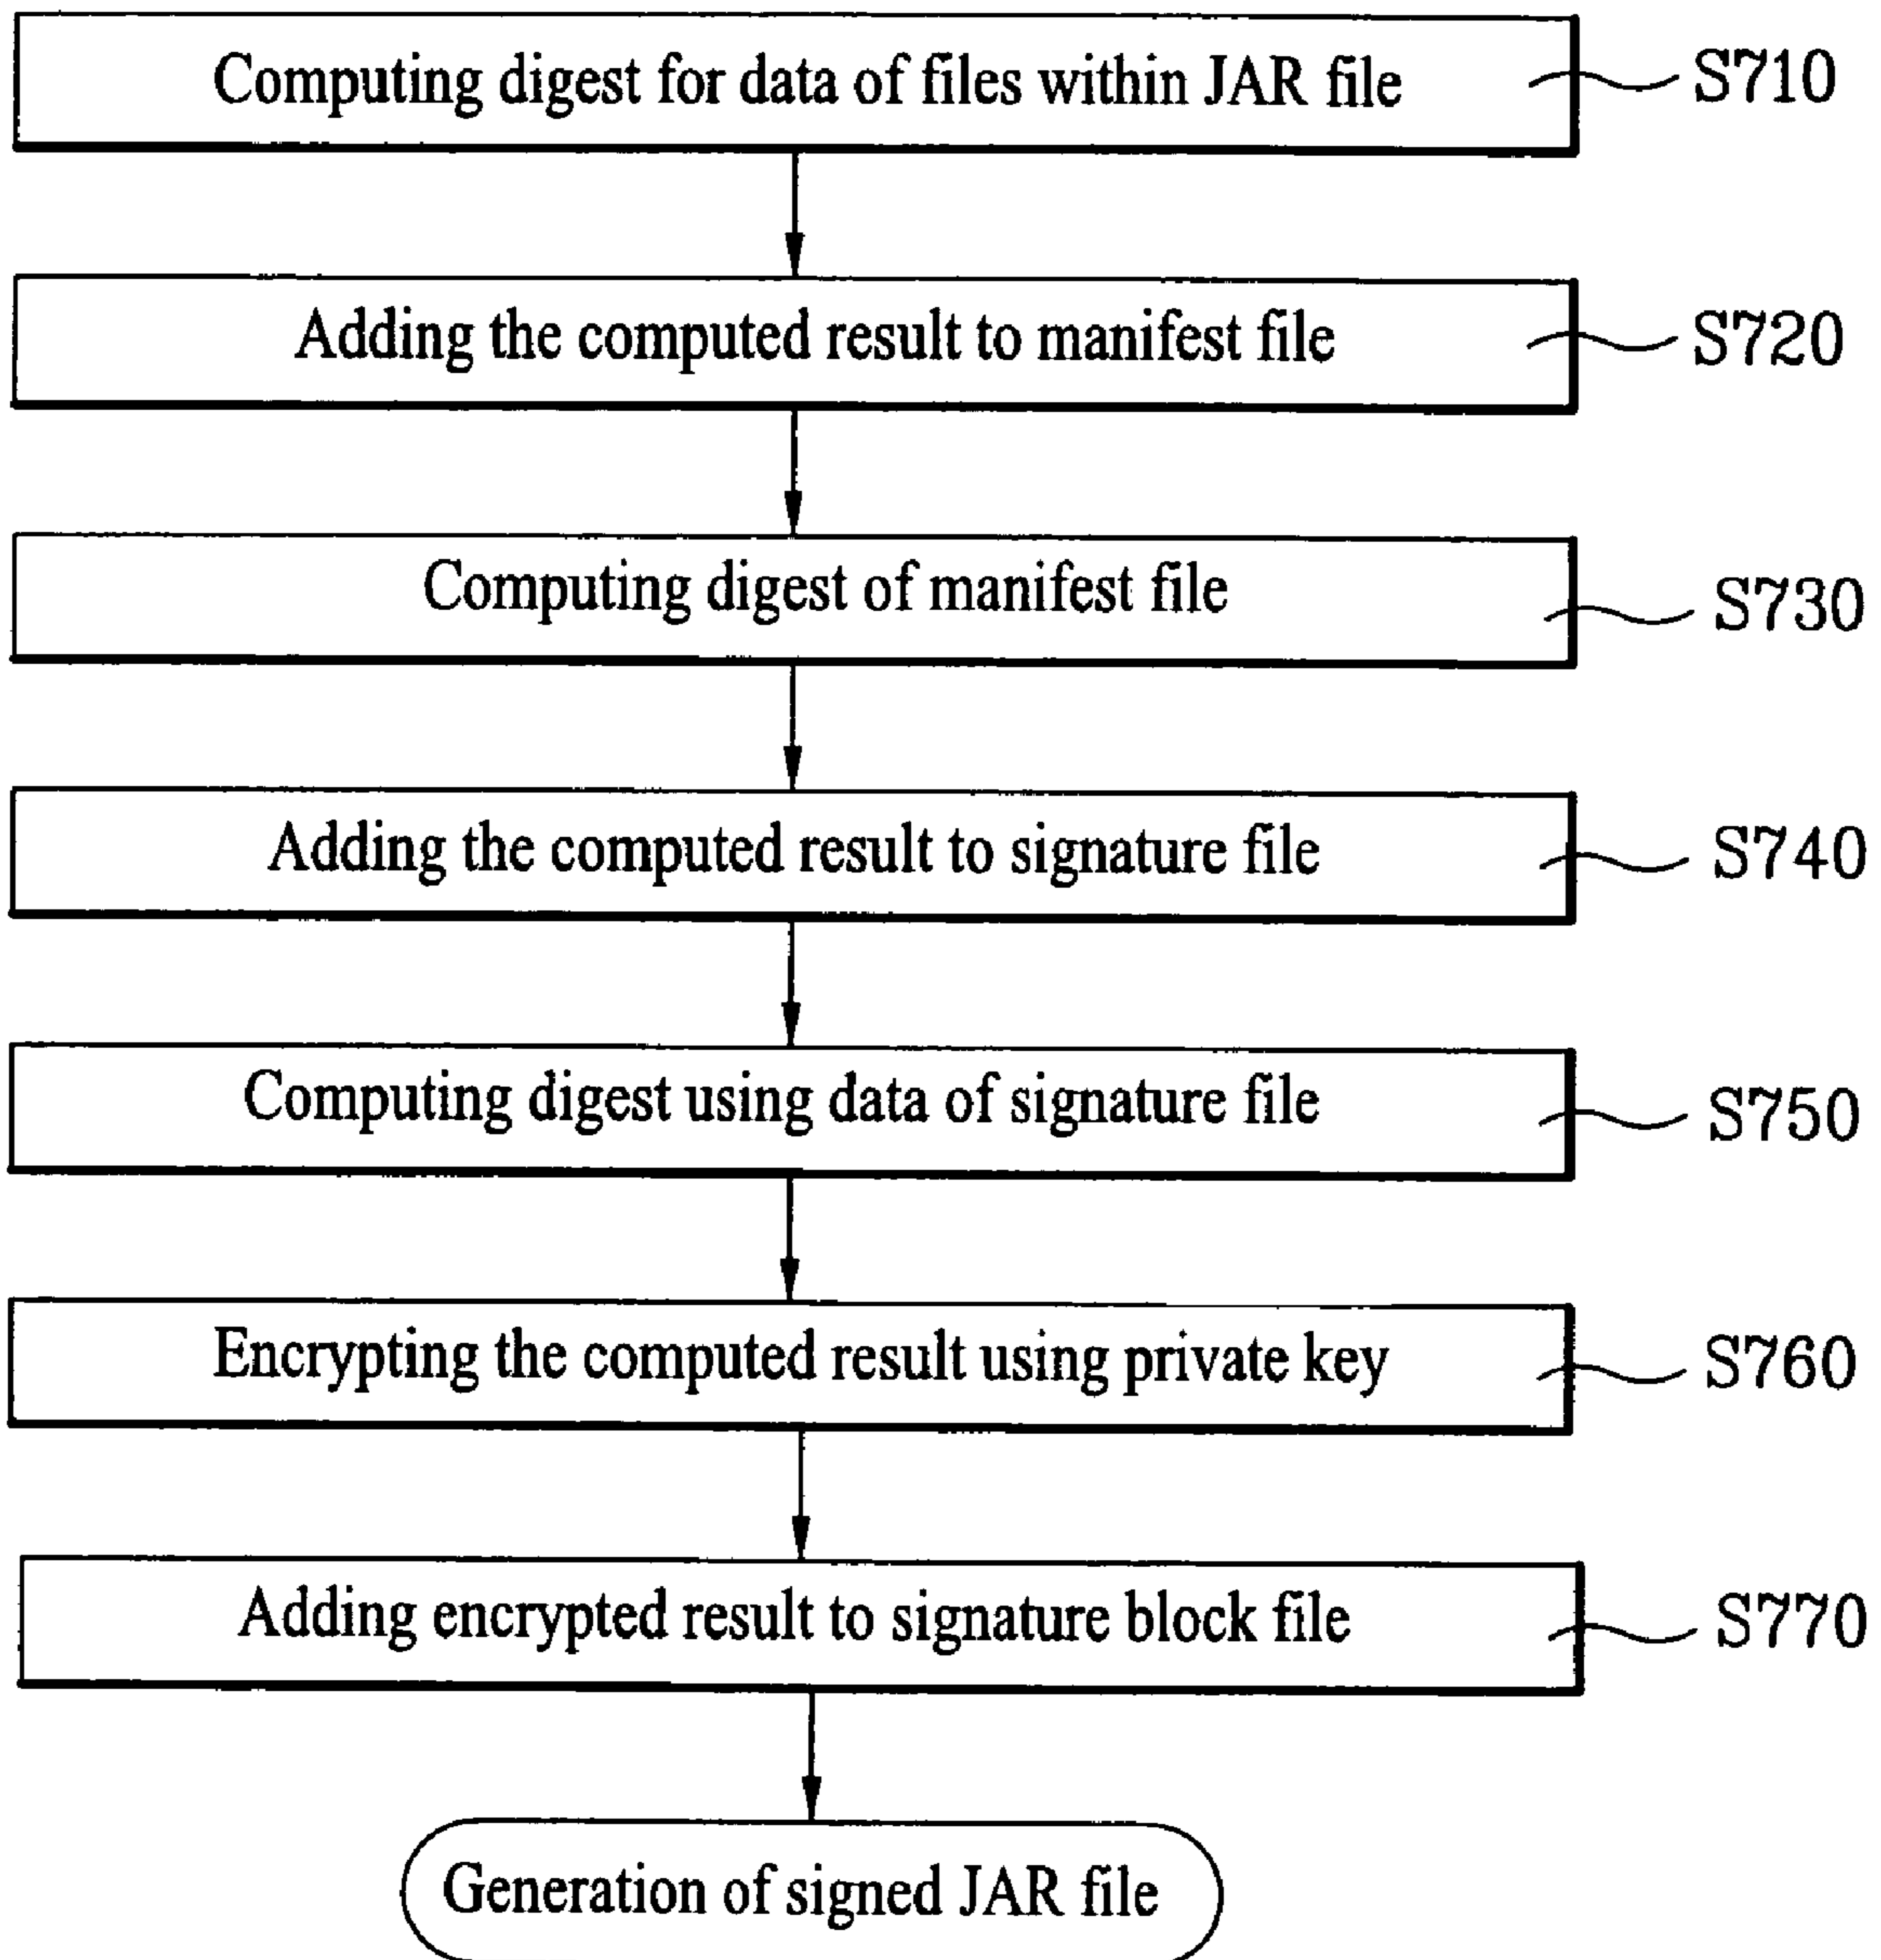 Computing digest for data of files within JAR file S710
Adding the computed result to manifest file S720
Computing digest of manifest file S730
Adding the computed result to signature file S740
Computing digest using data of signature file S750
Encrypting the computed result using private key S760
Adding encrypted result to signature block file S770
Generation of signed JAR file